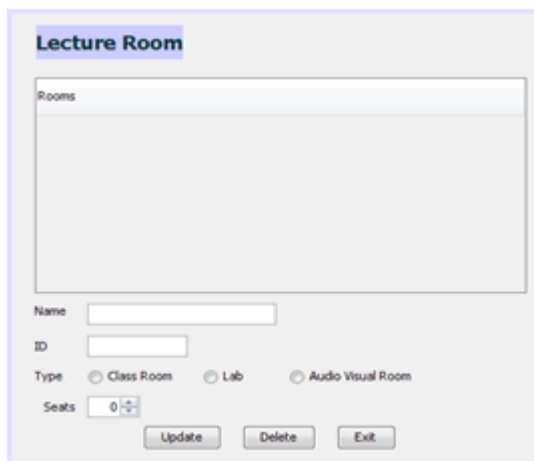 Lecture Room
Rooms
Name
ID
Type Class Room Lab Audio Visual Room
Seats 0
Update Delete Exit